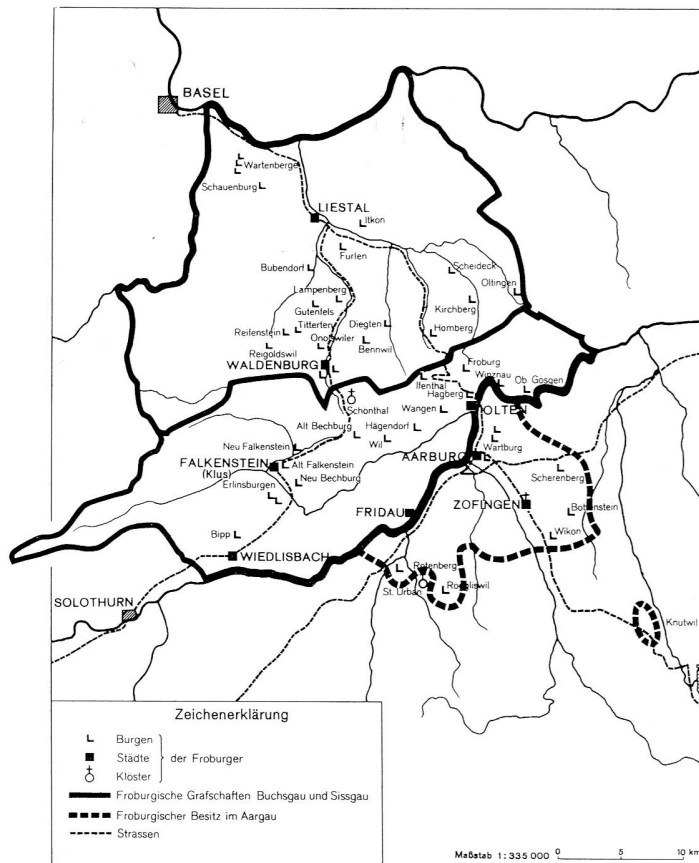 BASEL
Wartenberge
Schauenburg
LIESTAL
Itkon
Furlen
Bubendorf
Scheideck
Oltingen
Lampenberg
Gutenfels
Kirchberg
Titterten
Diegten
Homberg
Reifenstein
Onolswiler
Reigoldswil
Bennwil
WALDENBURG
Froburg
Ifenthal
Winznau
Ob Gösgen
Hagberg
Schönthal
Wangen
OLTEN
Alt Bechburg
Hägendorf
Wil
Wartburg
Neu Falkenstein
AARBURG
FALKENSTEIN
(Klus)
Alt Falkenstein
Scherenberg
Neu Bechburg
Erlinsburgen
ZOFINGEN
FRIDAU
Bottenstein
Bipp
Wikon
WIEDLISBACH
Rotenberg
St. Urban
Roggliswil
SOLOTHURN
Knutwil
Zeichenerklärung
Burgen
Städte
der Froburger
Klöster
Froburgische Grafschaften Buchsgau und Sissgau
Froburgischer Besitz im Aargau
Strassen
Maßstab 1:335 000 0 5 10 km